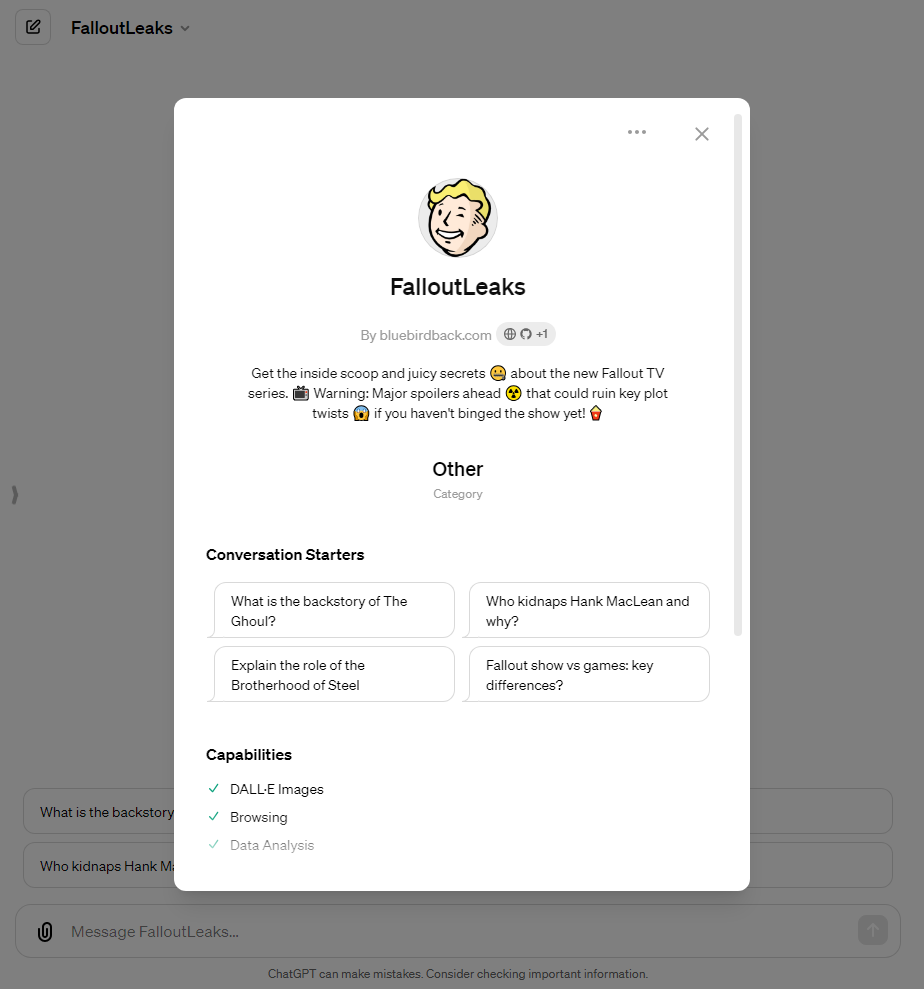 FalloutLeaks
FalloutLeaks
By bluebirdback.com +1
Get the inside scoop and juicy secrets 🤐 about the new Fallout TV
series. 📺 Warning: Major spoilers ahead ☢️ that could ruin key plot
twists 😱 if you haven't binged the show yet! 🍿
Other
Category
Conversation Starters
What is the backstory of The
Ghoul?
Who kidnaps Hank MacLean and
why?
Explain the role of the
Brotherhood of Steel
Fallout show vs games: key
differences?
Capabilities
DALL·E Images
Browsing
Data Analysis
What is the backstory
Who kidnaps Hank Ma
Message FalloutLeaks...
ChatGPT can make mistakes. Consider checking important information.